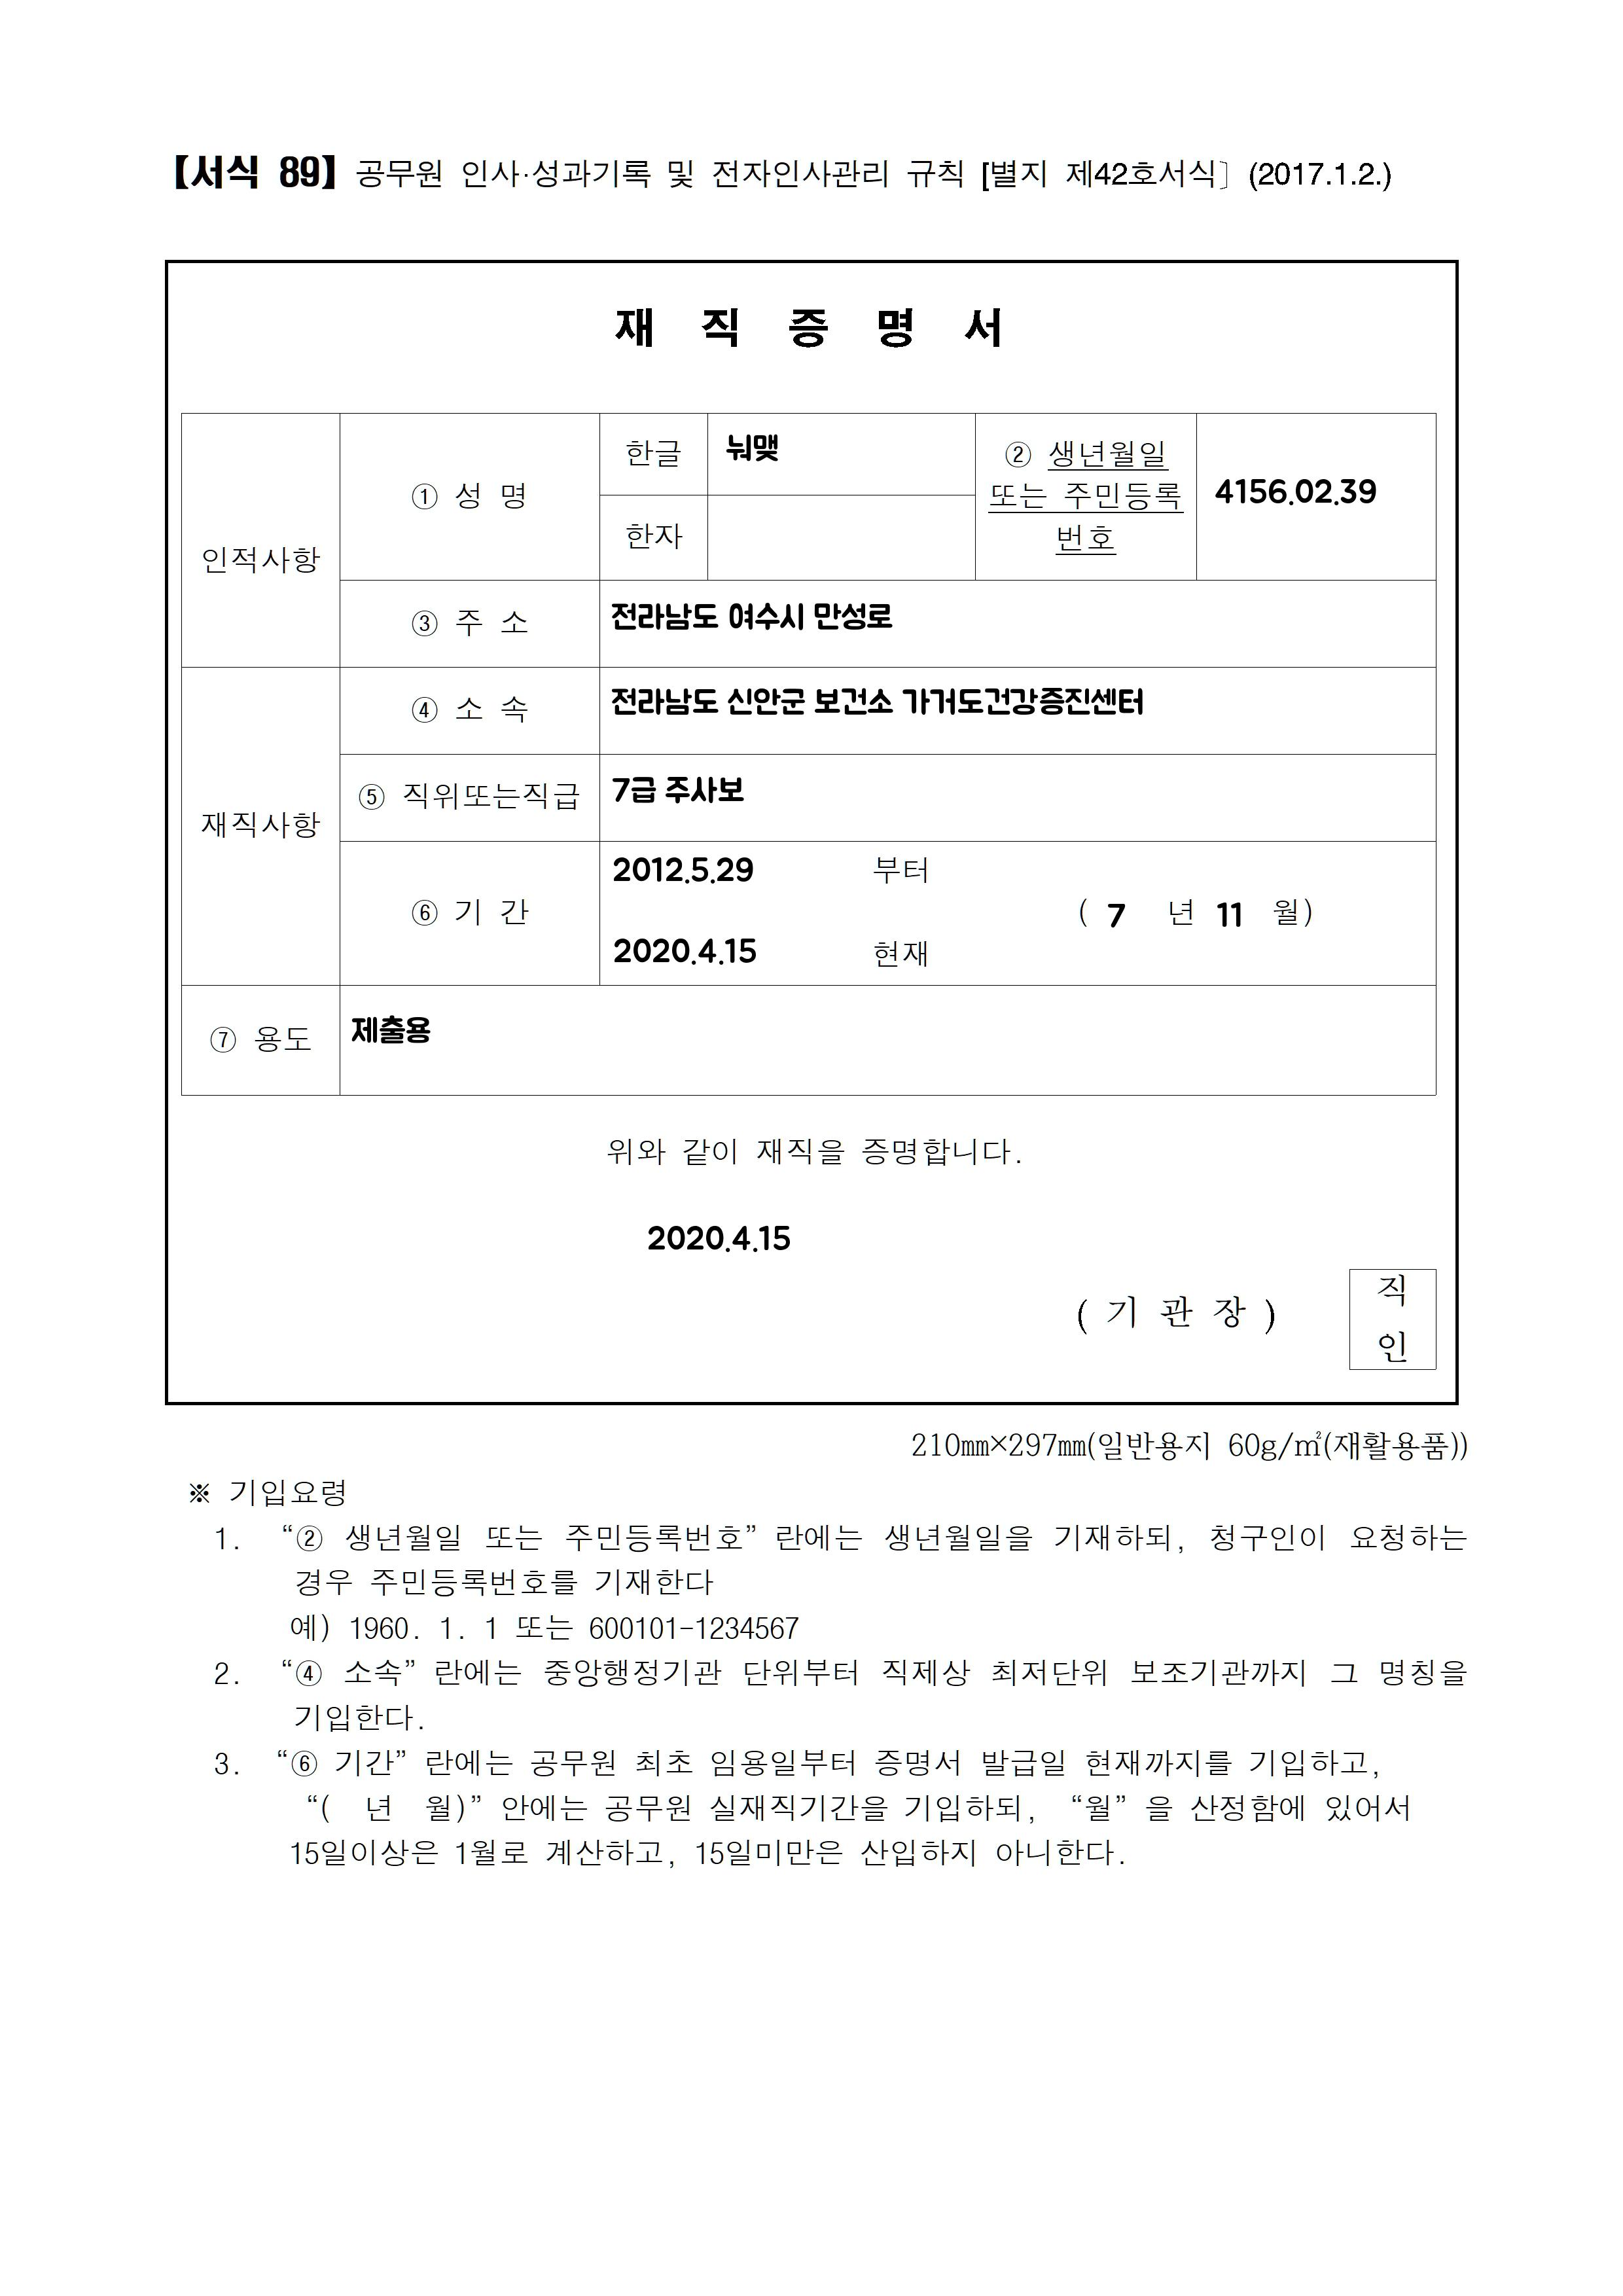 【서식 89】 공무원 인사·성과기록 및 전자인사관리 규칙 [별지 제42호서식〕(2017.1.2.)
재 직 증 명 서
인적사항
① 성 명
한글
눠맺
한자
② 생년월일
또는 주민등록
번호
4156.02.39
③ 주 소
전라남도 여수시 만성로
재직사항
④ 소 속
전라남도 신안군 보건소 가거도건강증진센터
⑤ 직위또는직급
7급 주사보
⑥ 기 간
2012.5.29 부터
( 7 년 11 월)
2020.4.15 현재
⑦ 용도
제출용
위와 같이 재직을 증명합니다.
2020.4.15
( 기 관 장 )
직
인
210㎜×297㎜(일반용지 60g/㎡(재활용품))
※ 기입요령
1. “② 생년월일 또는 주민등록번호” 란에는 생년월일을 기재하되, 청구인이 요청하는
경우 주민등록번호를 기재한다
예) 1960. 1. 1 또는 600101-1234567
2. “④ 소속” 란에는 중앙행정기관 단위부터 직제상 최저단위 보조기관까지 그 명칭을
기입한다.
3. “⑥ 기간” 란에는 공무원 최초 임용일부터 증명서 발급일 현재까지를 기입하고,
“( 년 월)” 안에는 공무원 실재직기간을 기입하되, “월” 을 산정함에 있어서
15일이상은 1월로 계산하고, 15일미만은 산입하지 아니한다.